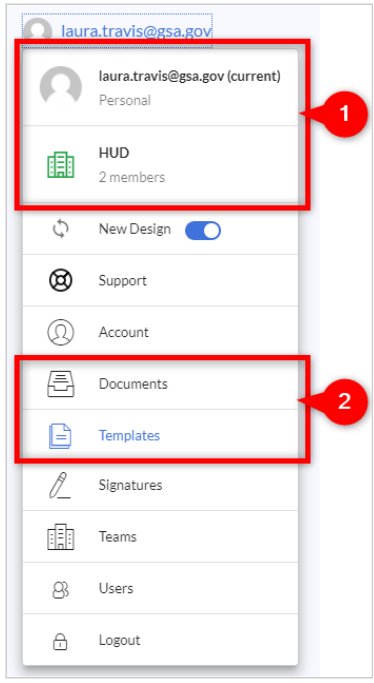 laura.travis@gsa.gov
laura.travis@gsa.gov (current)
Personal
1
HUD
2 members
New Design
Support
Account
Documents
2
Templates
Signatures
Teams
Users
Logout